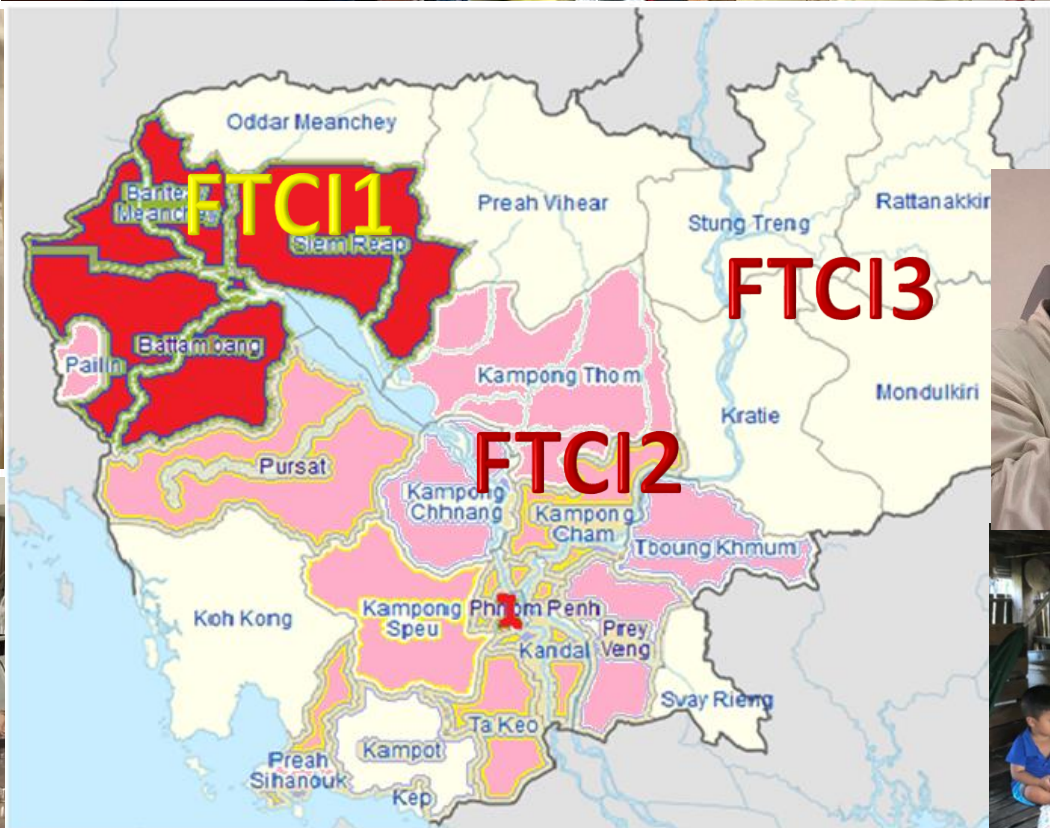 Oddar Meanchey
Banteay
Meanchey
FTCI1
Siem Reap
Preah Vihear
Stung Treng
Rattanakkir
FTCI3
Battambang
Pailin
Kampong Thom
Kratie
Mondulkiri
Pursat
FTCI2
Kampong
Chhnang
Kampong
Cham
Tboung Khmum
Koh Kong
Kampong
Speu
Phnom Penh
Kandal
Prey
Veng
Svay Rieng
Ta Keo
Preah
Sihanouk
Kampot
Kep